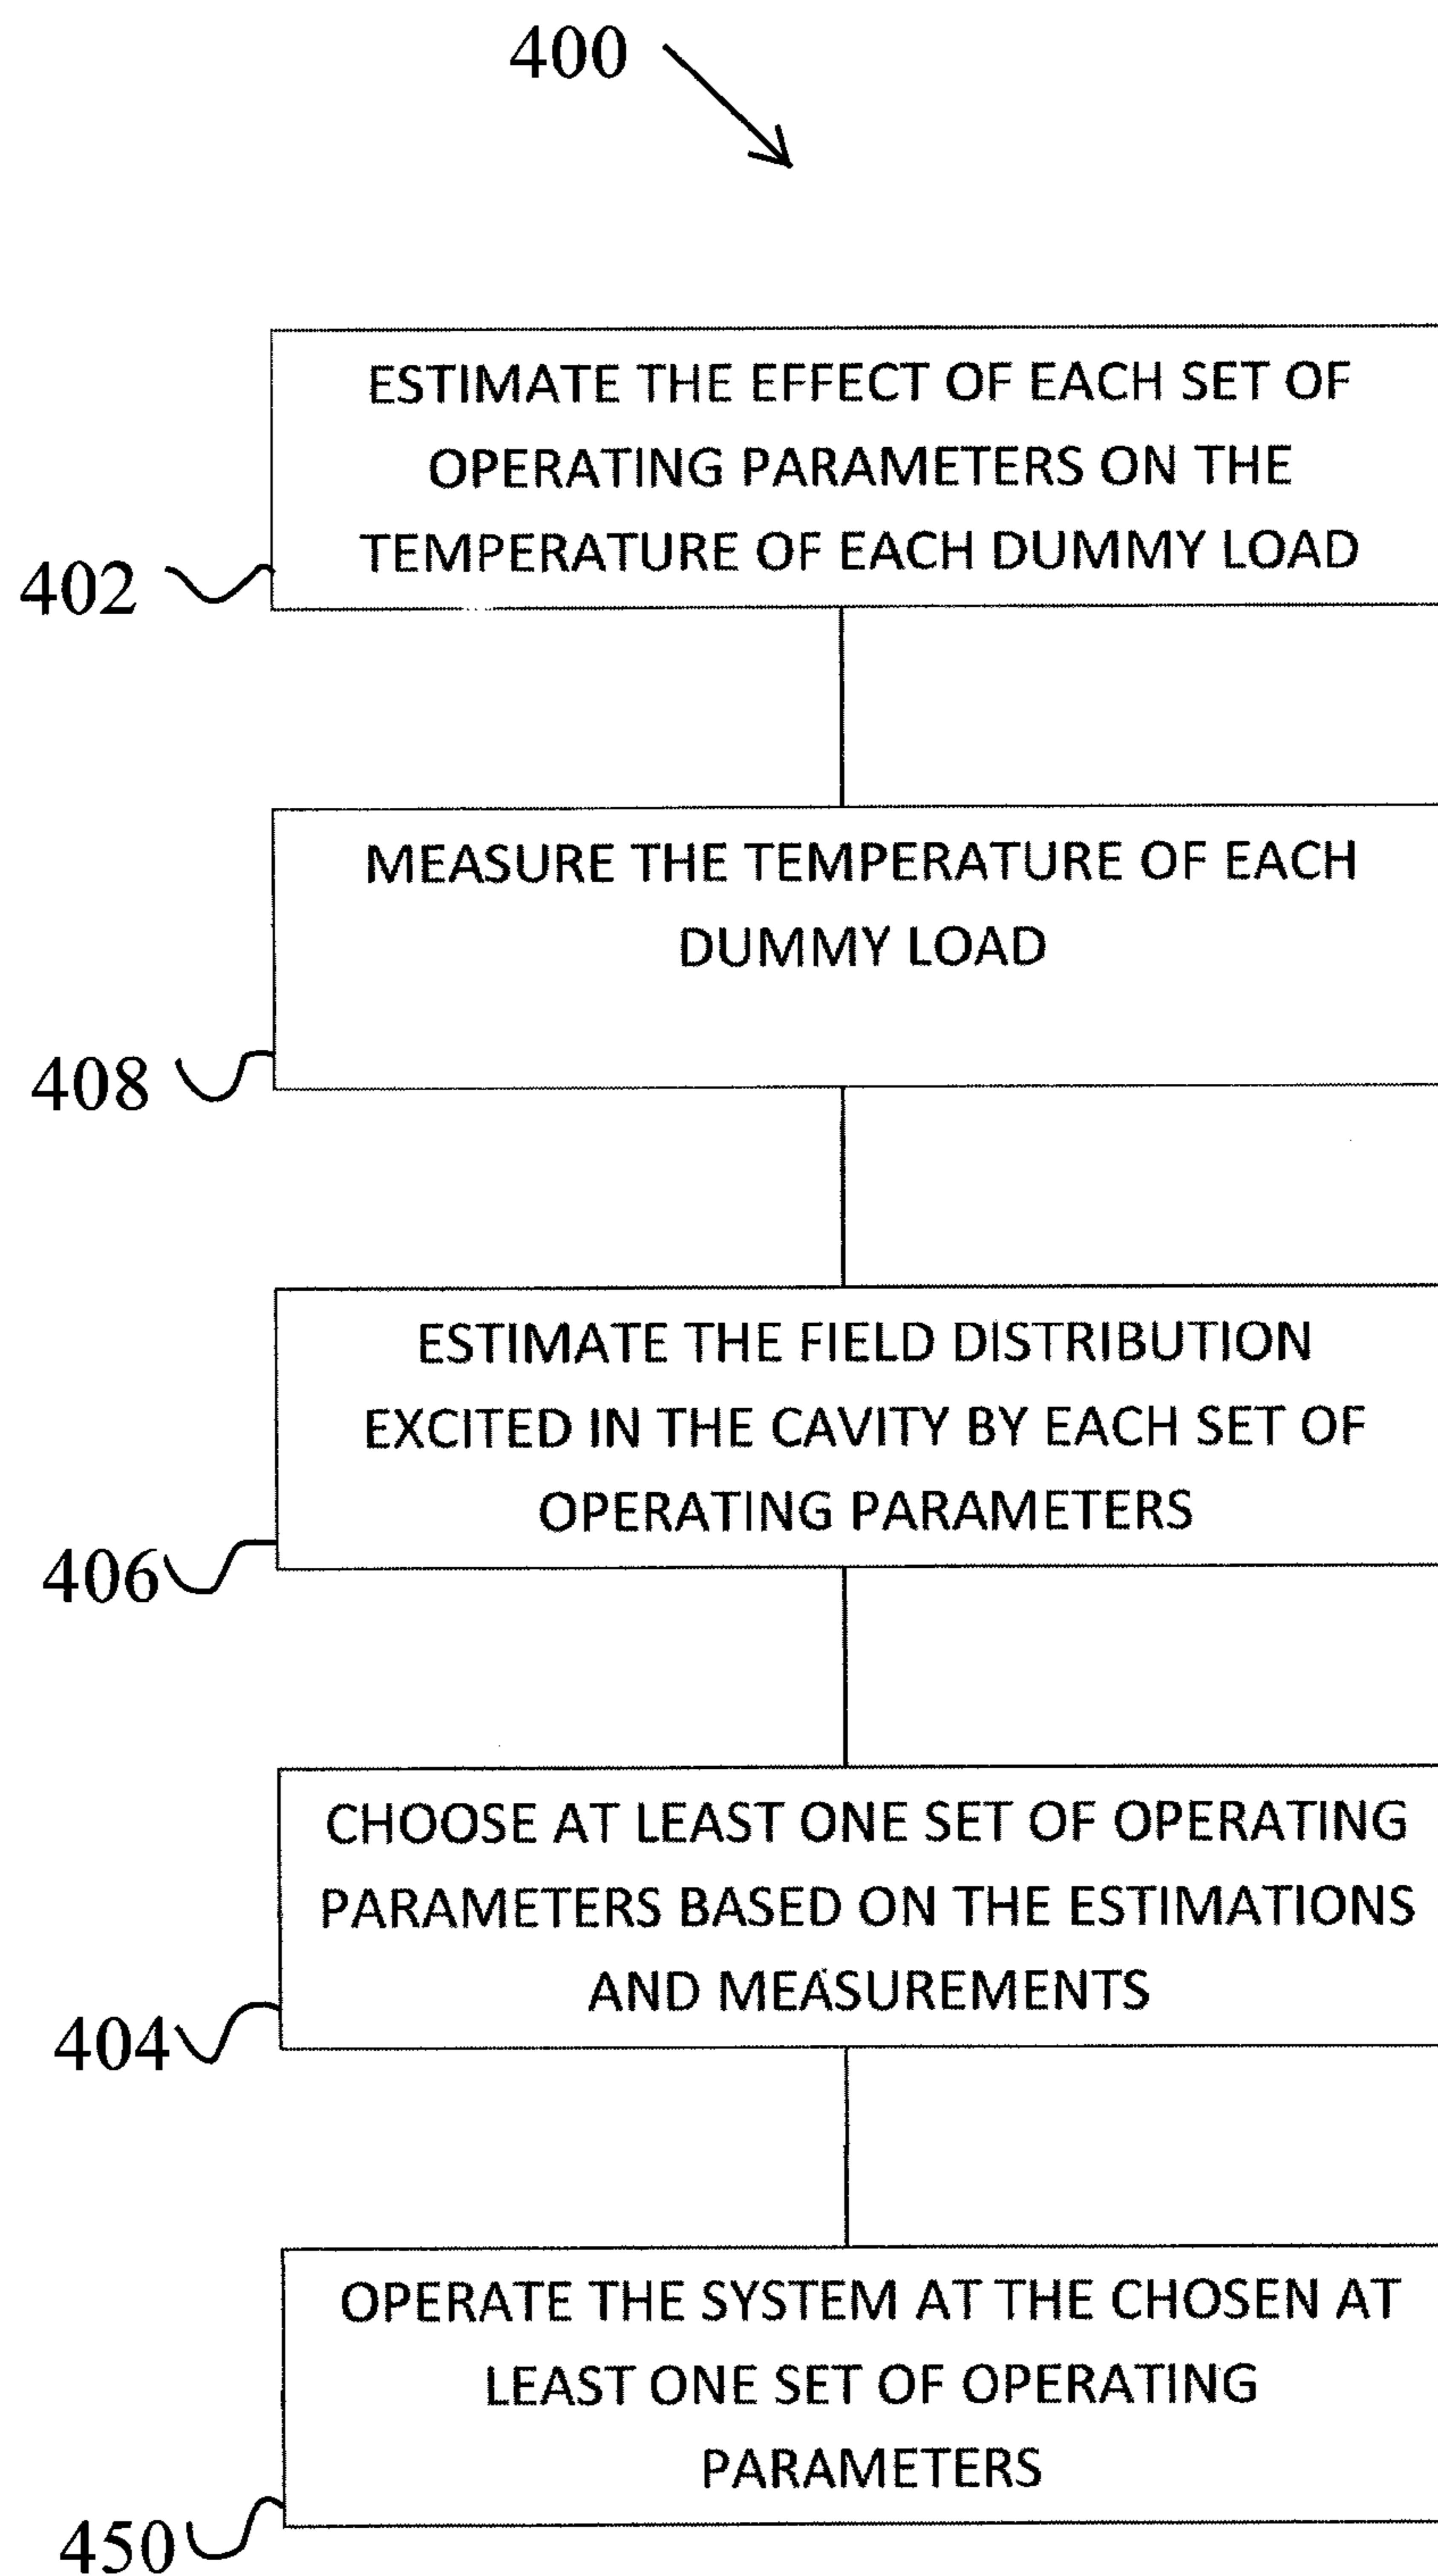 400
ESTIMATE THE EFFECT OF EACH SET OF
OPERATING PARAMETERS ON THE
TEMPERATURE OF EACH DUMMY LOAD
402
MEASURE THE TEMPERATURE OF EACH
DUMMY LOAD
408
ESTIMATE THE FIELD DISTRIBUTION
EXCITED IN THE CAVITY BY EACH SET OF
OPERATING PARAMETERS
406
CHOOSE AT LEAST ONE SET OF OPERATING
PARAMETERS BASED ON THE ESTIMATIONS
AND MEASUREMENTS
404
OPERATE THE SYSTEM AT THE CHOSEN AT
LEAST ONE SET OF OPERATING
PARAMETERS
450